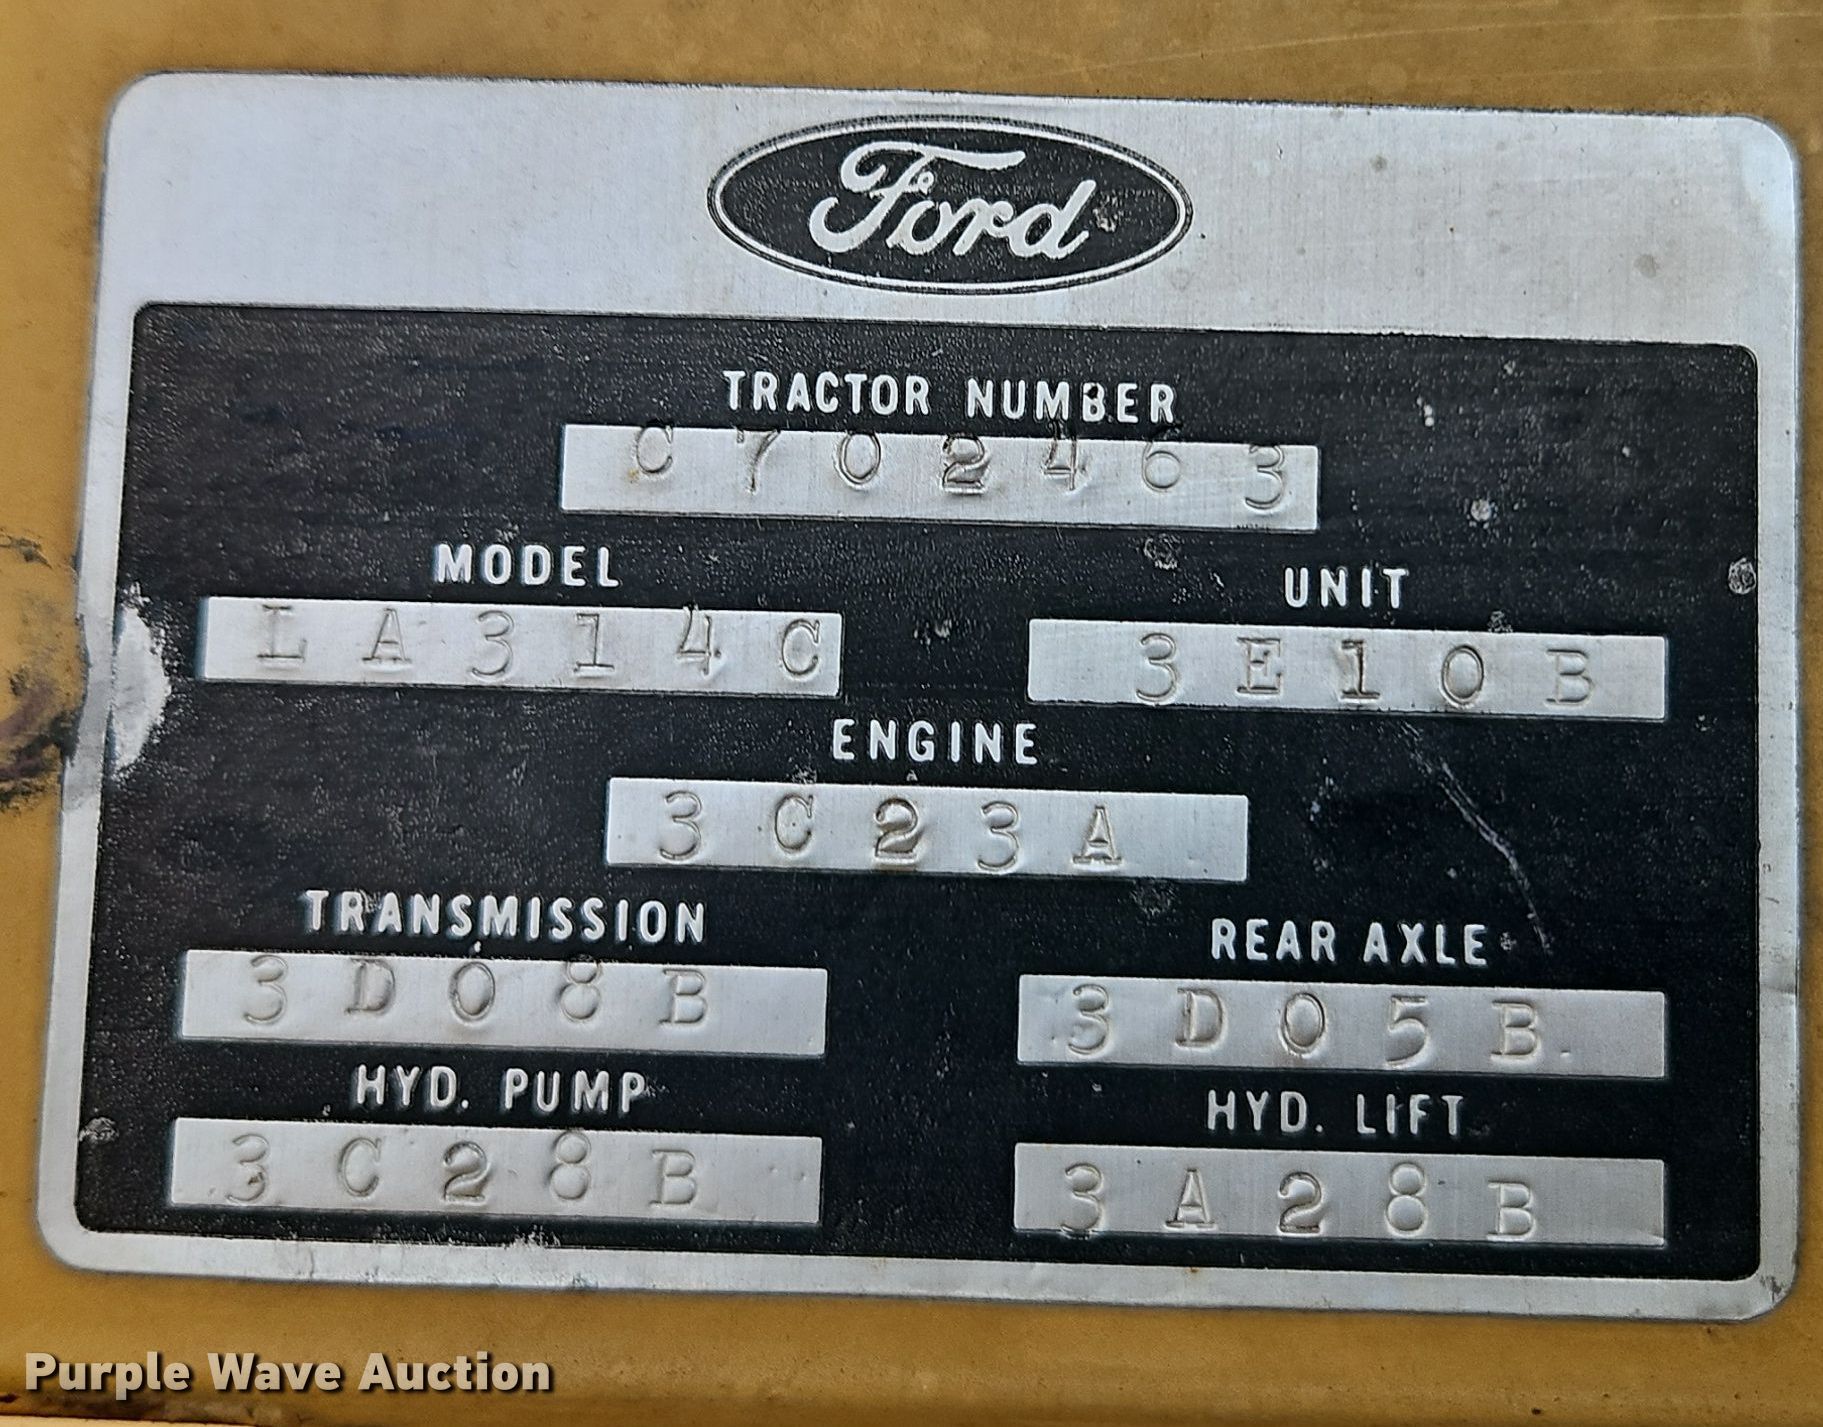 Ford
TRACTOR NUMBER
C702463
MODEL
LA314C
UNIT
3E10B
ENGINE
3C23A
TRANSMISSION
3D08B
REAR AXLE
3D05B
HYD. PUMP
3C28B
HYD. LIFT
3A28B
Purple Wave Auction